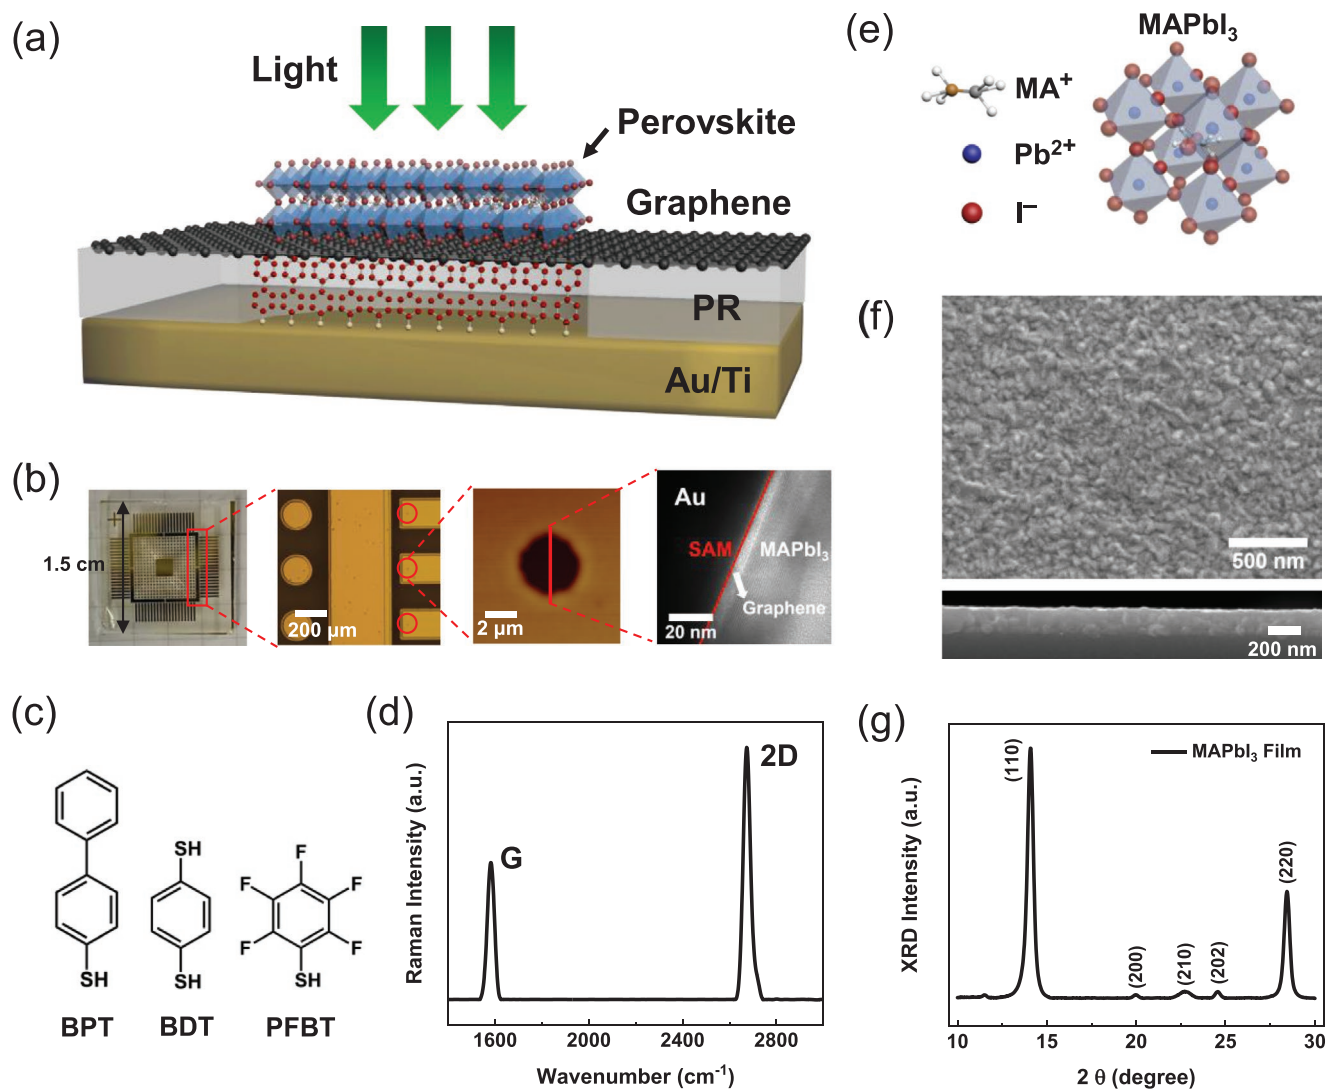 (a)
Light
Perovskite
Graphene
PR
Au/Ti
(b)
1.5 cm
200 µm
2 µm
Au
SAM
MAPbI₃
Graphene
20 nm
(c)
SH
BPT
SH
SH
BDT
F
F
F
F
F
SH
PFBT
(d)
Raman Intensity (a.u.)
G
2D
1600
2000
2400
2800
Wavenumber (cm⁻¹)
(e)
MAPbI₃
MA⁺
Pb²⁺
I⁻
(f)
500 nm
200 nm
(g)
XRD Intensity (a.u.)
MAPbI₃ Film
(110)
(200)
(210)
(202)
(220)
10
15
20
25
30
2 θ (degree)